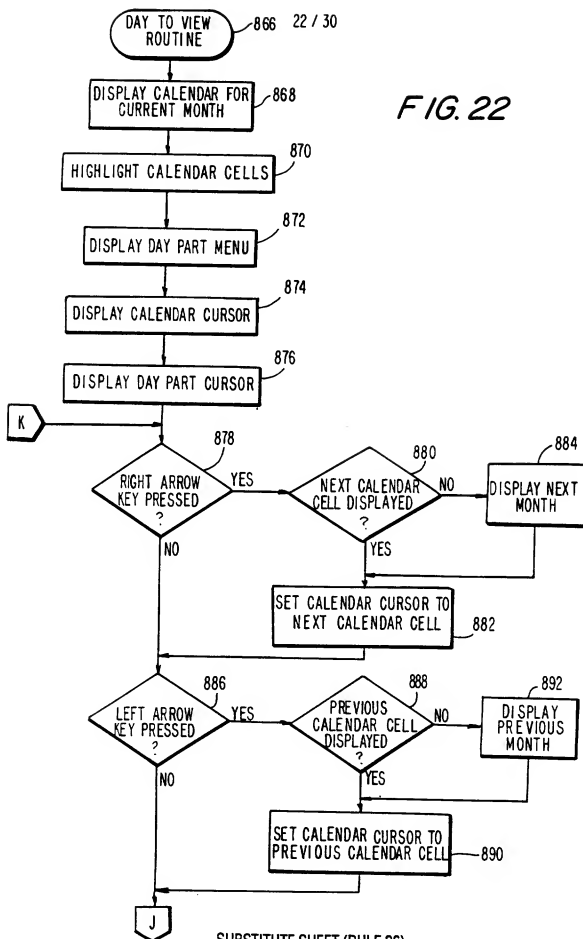 DAY TO VIEW
ROUTINE
866
22 / 30
FIG. 22
DISPLAY CALENDAR FOR
CURRENT MONTH
868
870
HIGHLIGHT CALENDAR CELLS
872
DISPLAY DAY PART MENU
874
DISPLAY CALENDAR CURSOR
876
DISPLAY DAY PART CURSOR
K
878
RIGHT ARROW
KEY PRESSED
?
YES
NO
880
NEXT CALENDAR
CELL DISPLAYED
?
NO
YES
884
DISPLAY NEXT
MONTH
SET CALENDAR CURSOR TO
NEXT CALENDAR CELL
882
886
LEFT ARROW
KEY PRESSED
?
YES
NO
888
PREVIOUS
CALENDAR CELL
DISPLAYED
?
NO
YES
892
DISPLAY
PREVIOUS
MONTH
SET CALENDAR CURSOR TO
PREVIOUS CALENDAR CELL
890
J
SUBSTITUTE SHEET (RULE 26)